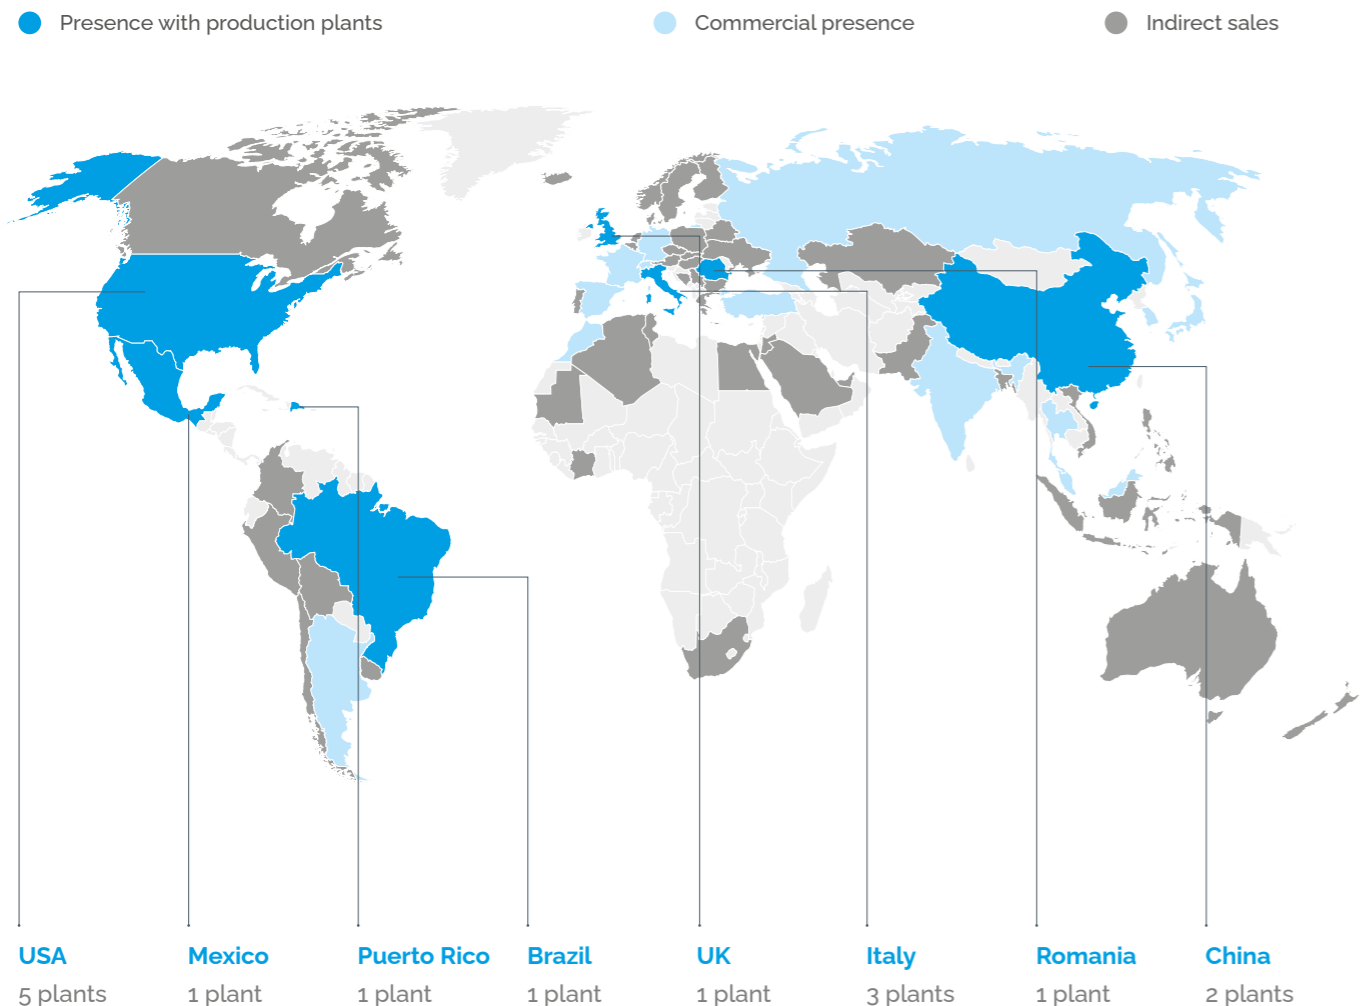 Presence with production plants
Commercial presence
Indirect sales
USA
5 plants
Mexico
1 plant
Puerto Rico
1 plant
Brazil
1 plant
UK
1 plant
Italy
3 plants
Romania
1 plant
China
2 plants